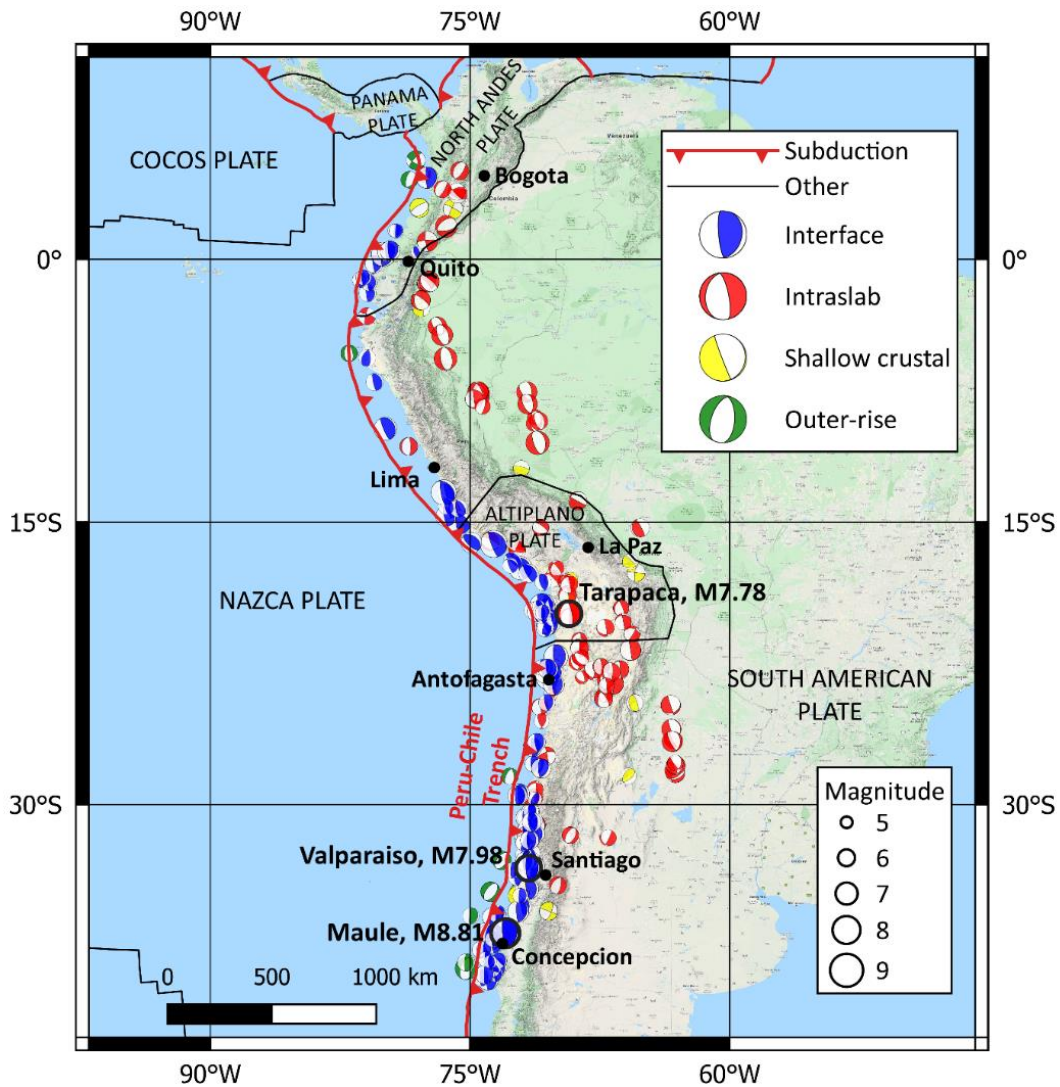 90°W 75°W 60°W
PANAMA
PLATE
NORTH ANDES
PLATE
COCOS PLATE
Bogota
Venezuela
Colombia
Subduction
Other
Interface
Intraslab
Shallow crustal
Outer-rise
0° 0°
Quito
Lima
15°S 15°S
ALTIPLANO
PLATE
La Paz
NAZCA PLATE
Tarapaca, M7.78
Antofagasta
SOUTH AMERICAN
PLATE
Peru-Chile
Trench
30°S 30°S
Magnitude
5
6
7
8
9
Valparaiso, M7.98
Santiago
Maule, M8.81
Concepcion
0 500 1000 km
90°W 75°W 60°W